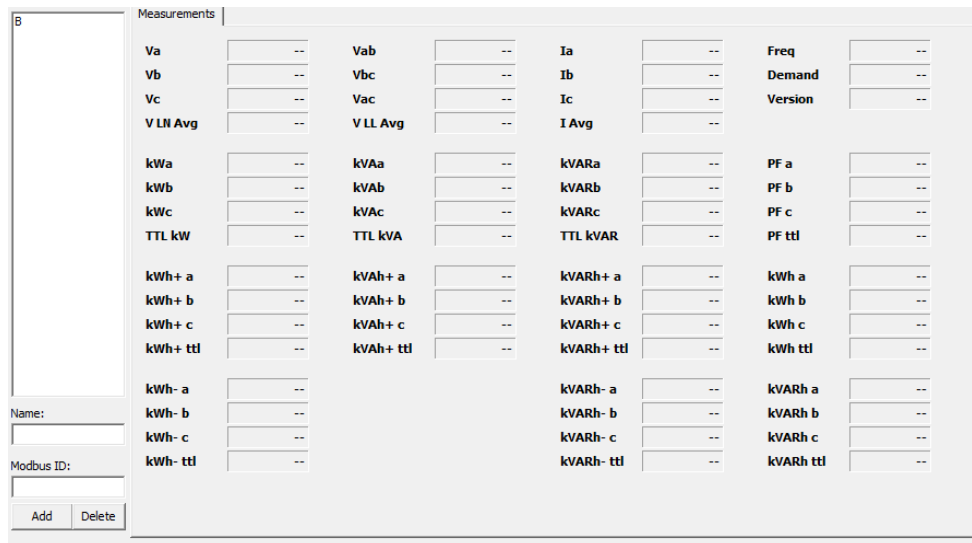 B
Measurements
Va -- Vab -- Ia -- Freq --
Vb -- Vbc -- Ib -- Demand --
Vc -- Vac -- Ic -- Version --
V LN Avg -- V LL Avg -- I Avg --
kWa -- kVAa -- kVARa -- PF a --
kWb -- kVAb -- kVARb -- PF b --
kWc -- kVAc -- kVARc -- PF c --
TTL kW -- TTL kVA -- TTL kVAR -- PF ttl --
kWh+ a -- kVAh+ a -- kVARh+ a -- kWh a --
kWh+ b -- kVAh+ b -- kVARh+ b -- kWh b --
kWh+ c -- kVAh+ c -- kVARh+ c -- kWh c --
kWh+ ttl -- kVAh+ ttl -- kVARh+ ttl -- kWh ttl --
kWh- a -- kVARh- a -- kVARh a --
kWh- b -- kVARh- b -- kVARh b --
kWh- c -- kVARh- c -- kVARh c --
kWh- ttl -- kVARh- ttl -- kVARh ttl --
Name:
Modbus ID:
Add Delete